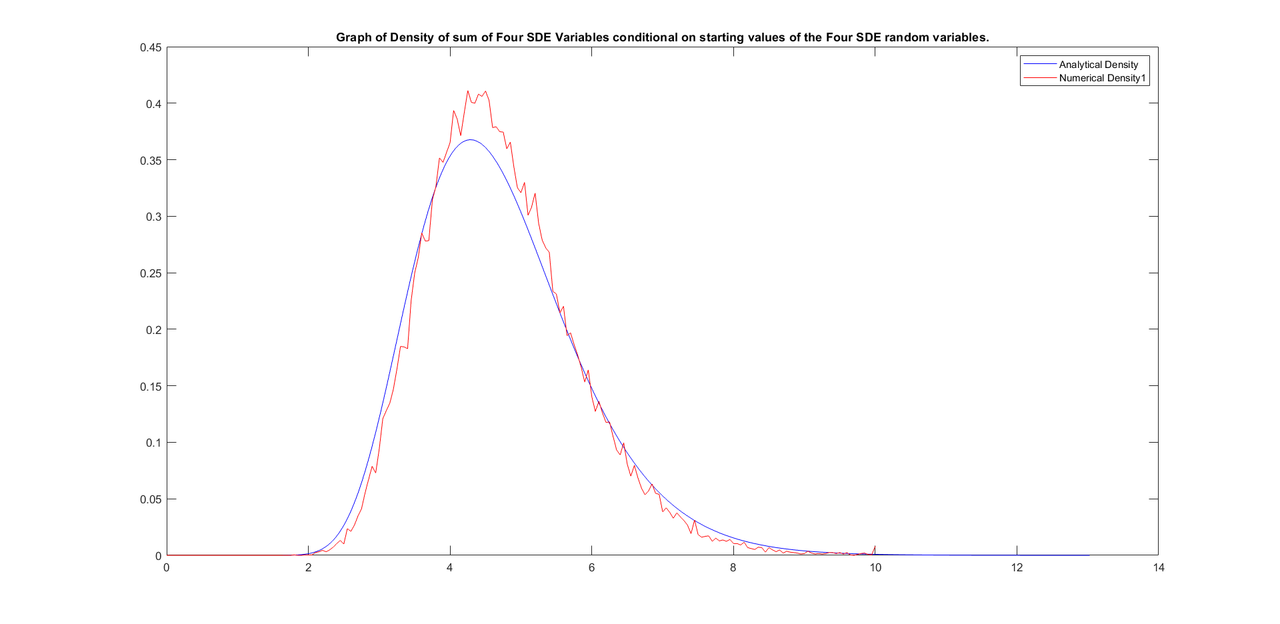 Graph of Density of sum of Four SDE Variables conditional on starting values of the Four SDE random variables.
Analytical Density
Numerical Density1
0.45
0.4
0.35
0.3
0.25
0.2
0.15
0.1
0.05
0
0 2 4 6 8 10 12 14